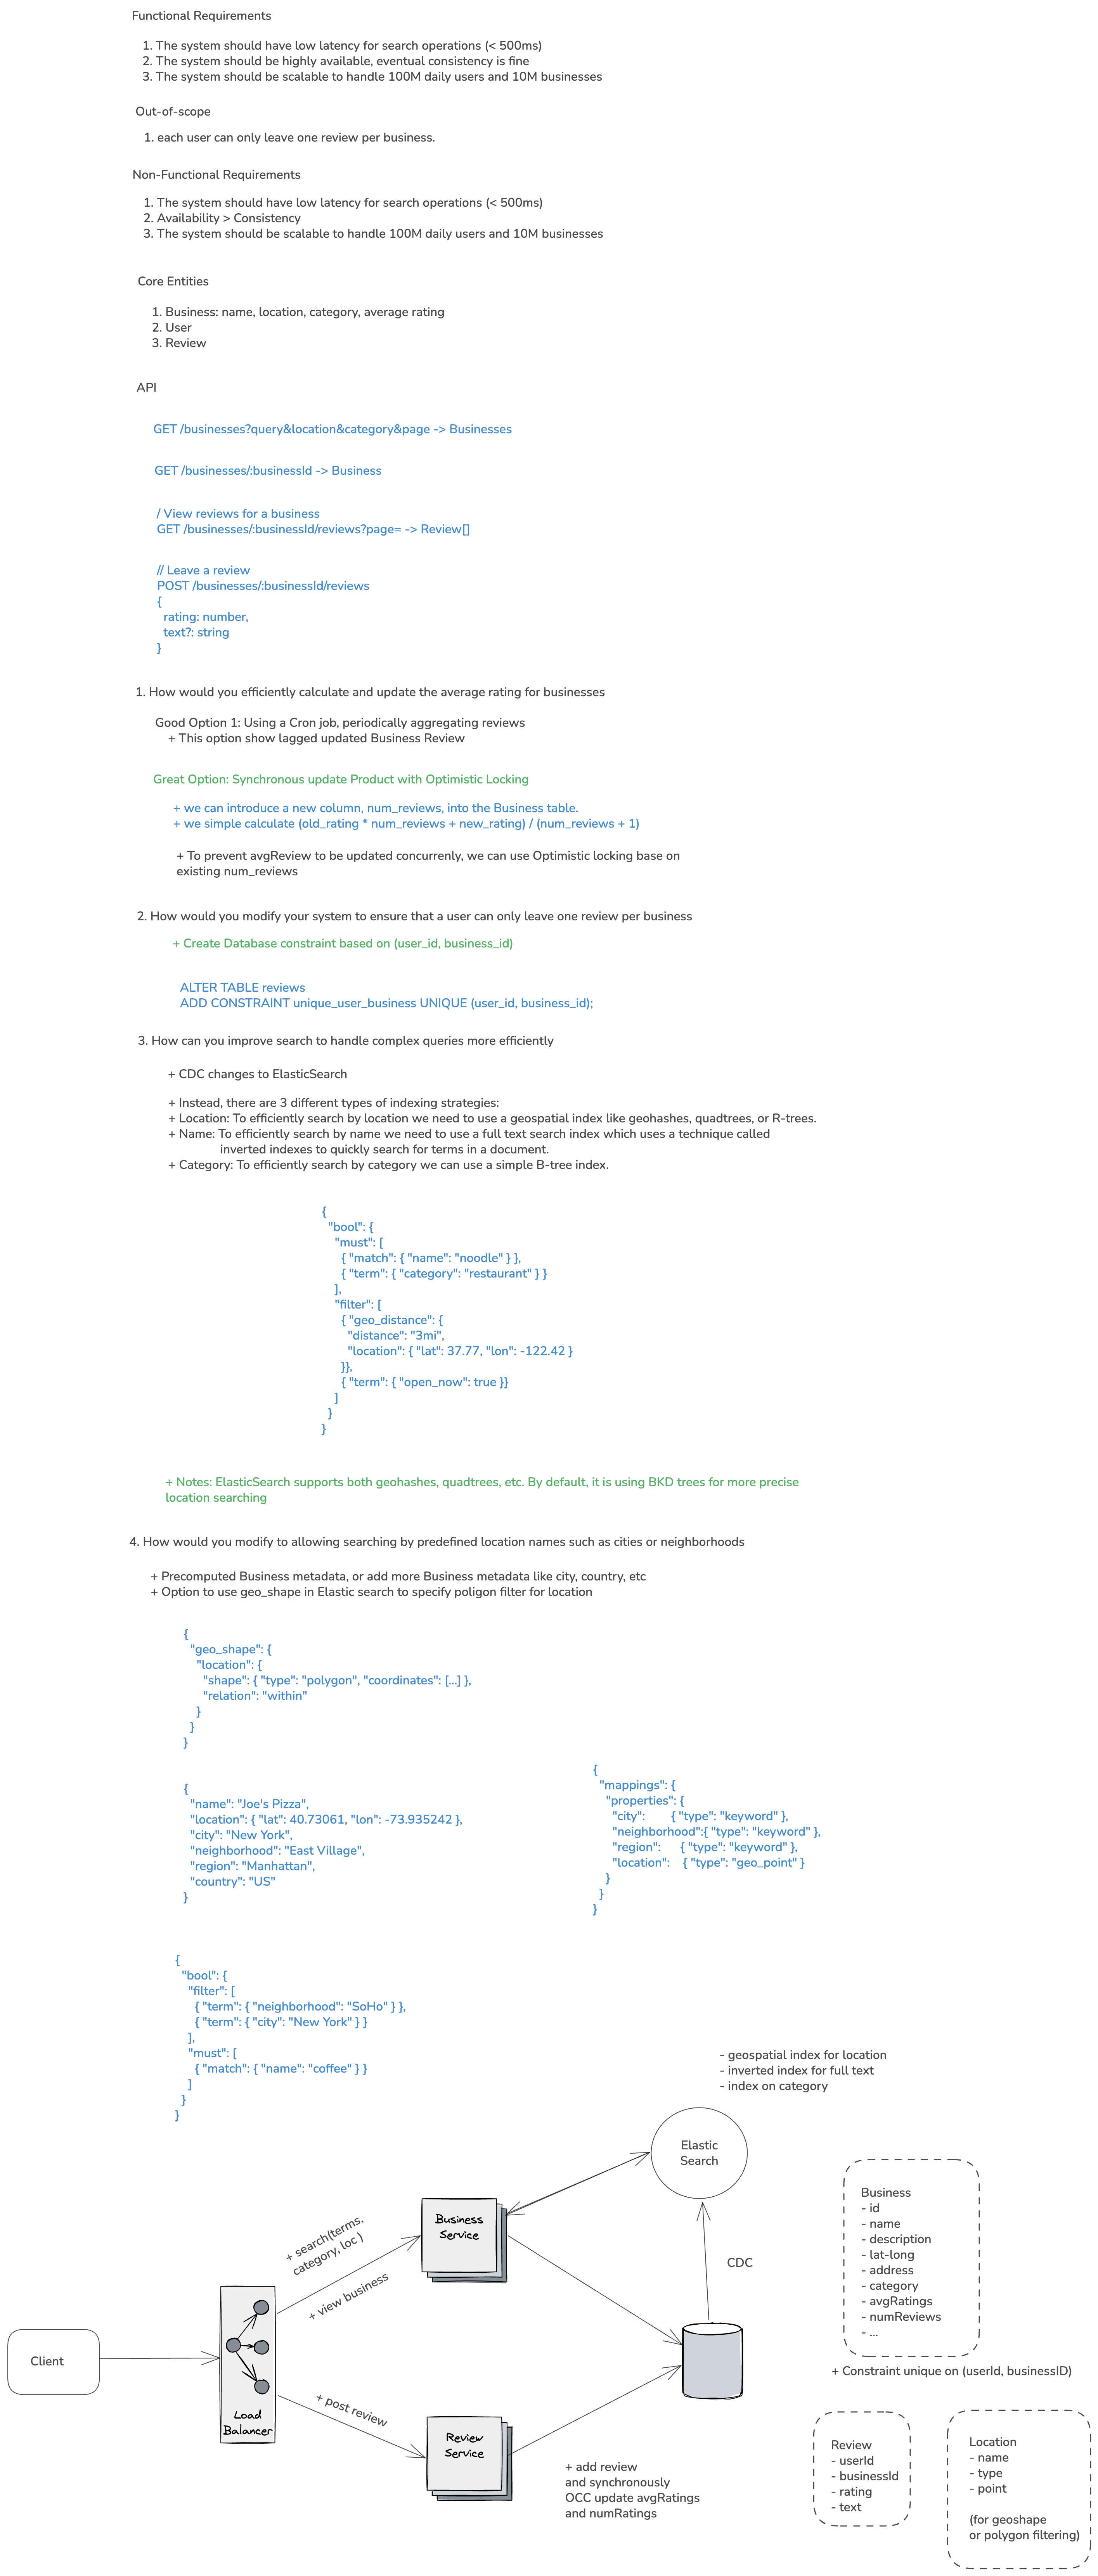 Functional Requirements
1. The system should have low latency for search operations (< 500ms)
2. The system should be highly available, eventual consistency is fine
3. The system should be scalable to handle 100M daily users and 10M businesses
Out-of-scope
1. each user can only leave one review per business.
Non-Functional Requirements
1. The system should have low latency for search operations (< 500ms)
2. Availability > Consistency
3. The system should be scalable to handle 100M daily users and 10M businesses
Core Entities
1. Business: name, location, category, average rating
2. User
3. Review
API
GET /businesses?query&location&category&page -> Businesses
GET /businesses/:businessId -> Business
/ View reviews for a business
GET /businesses/:businessId/reviews?page= -> Review[]
// Leave a review
POST /businesses/:businessId/reviews
{
rating: number,
text?: string
}
1. How would you efficiently calculate and update the average rating for businesses
Good Option 1: Using a Cron job, periodically aggregating reviews
+ This option show lagged updated Business Review
Great Option: Synchronous update Product with Optimistic Locking
+ we can introduce a new column, num_reviews, into the Business table.
+ we simple calculate (old_rating * num_reviews + new_rating) / (num_reviews + 1)
+ To prevent avgReview to be updated concurrenly, we can use Optimistic locking base on
existing num_reviews
2. How would you modify your system to ensure that a user can only leave one review per business
+ Create Database constraint based on (user_id, business_id)
ALTER TABLE reviews
ADD CONSTRAINT unique_user_business UNIQUE (user_id, business_id);
3. How can you improve search to handle complex queries more efficiently
+ CDC changes to ElasticSearch
+ Instead, there are 3 different types of indexing strategies:
+ Location: To efficiently search by location we need to use a geospatial index like geohashes, quadtrees, or R-trees.
+ Name: To efficiently search by name we need to use a full text search index which uses a technique called
inverted indexes to quickly search for terms in a document.
+ Category: To efficiently search by category we can use a simple B-tree index.
{
"bool": {
"must": [
{ "match": { "name": "noodle" } },
{ "term": { "category": "restaurant" } }
],
"filter": [
{ "geo_distance": {
"distance": "3mi",
"location": { "lat": 37.77, "lon": -122.42 }
}},
{ "term": { "open_now": true }}
]
}
}
+ Notes: ElasticSearch supports both geohashes, quadtrees, etc. By default, it is using BKD trees for more precise
location searching
4. How would you modify to allowing searching by predefined location names such as cities or neighborhoods
+ Precomputed Business metadata, or add more Business metadata like city, country, etc
+ Option to use geo_shape in Elastic search to specify poligon filter for location
{
"geo_shape": {
"location": {
"shape": { "type": "polygon", "coordinates": [...] },
"relation": "within"
}
}
}
{
"name": "Joe's Pizza",
"location": { "lat": 40.73061, "lon": -73.935242 },
"city": "New York",
"neighborhood": "East Village",
"region": "Manhattan",
"country": "US"
}
{
"mappings": {
"properties": {
"city": { "type": "keyword" },
"neighborhood":{ "type": "keyword" },
"region": { "type": "keyword" },
"location": { "type": "geo_point" }
}
}
}
{
"bool": {
"filter": [
{ "term": { "neighborhood": "SoHo" } },
{ "term": { "city": "New York" } }
],
"must": [
{ "match": { "name": "coffee" } }
]
}
}
- geospatial index for location
- inverted index for full text
- index on category
Elastic
Search
Business
Service
+ search(terms,
category, loc )
+ view business
CDC
Client
Load
Balancer
+ post review
Review
Service
+ add review
and synchronously
OCC update avgRatings
and numRatings
Business
- id
- name
- description
- lat-long
- address
- category
- avgRatings
- numReviews
- ...
+ Constraint unique on (userId, businessID)
Review
- userId
- businessId
- rating
- text
Location
- name
- type
- point
(for geoshape
or polygon filtering)